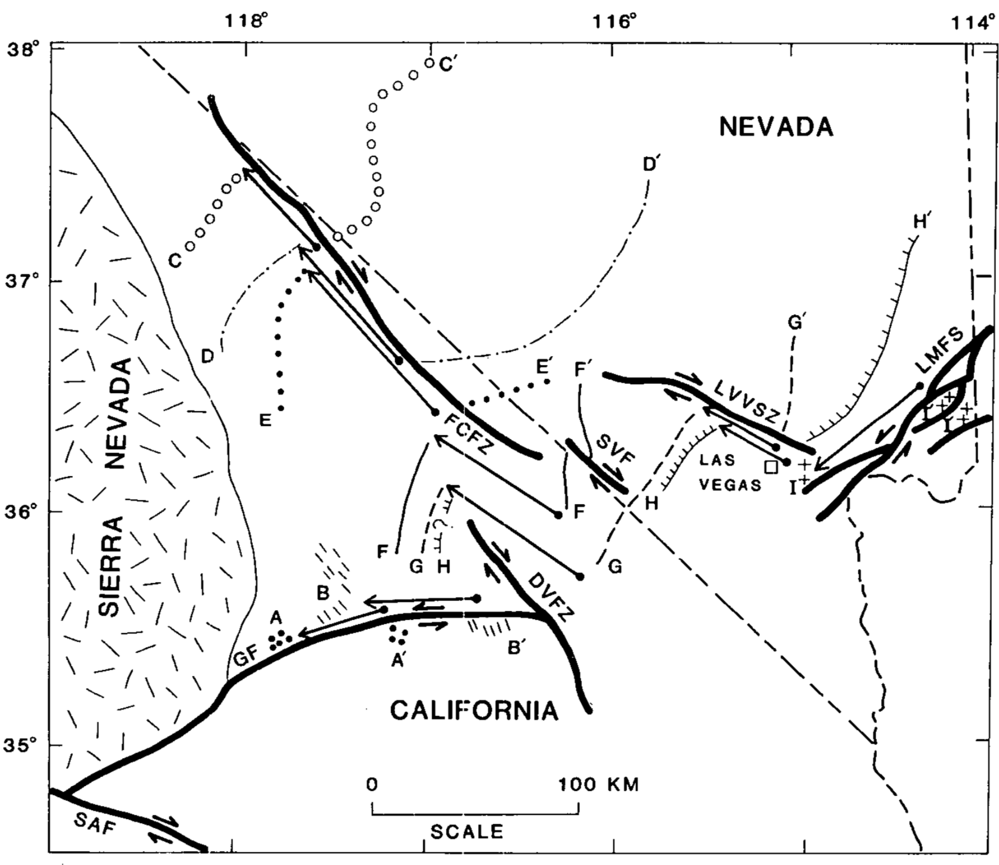 118° 116° 114°
38°
C′
NEVADA
D′
H′
C
37°
G′
LMFS
D
E′ F′
LVVSZ
E
FCFZ
SVF
LAS
VEGAS
I
I
I
H
36°
F
F G H
G
SIERRA NEVADA
B
DVFZ
A
B′
GF
A′
CALIFORNIA
35°
0 100 KM
SCALE
SAF